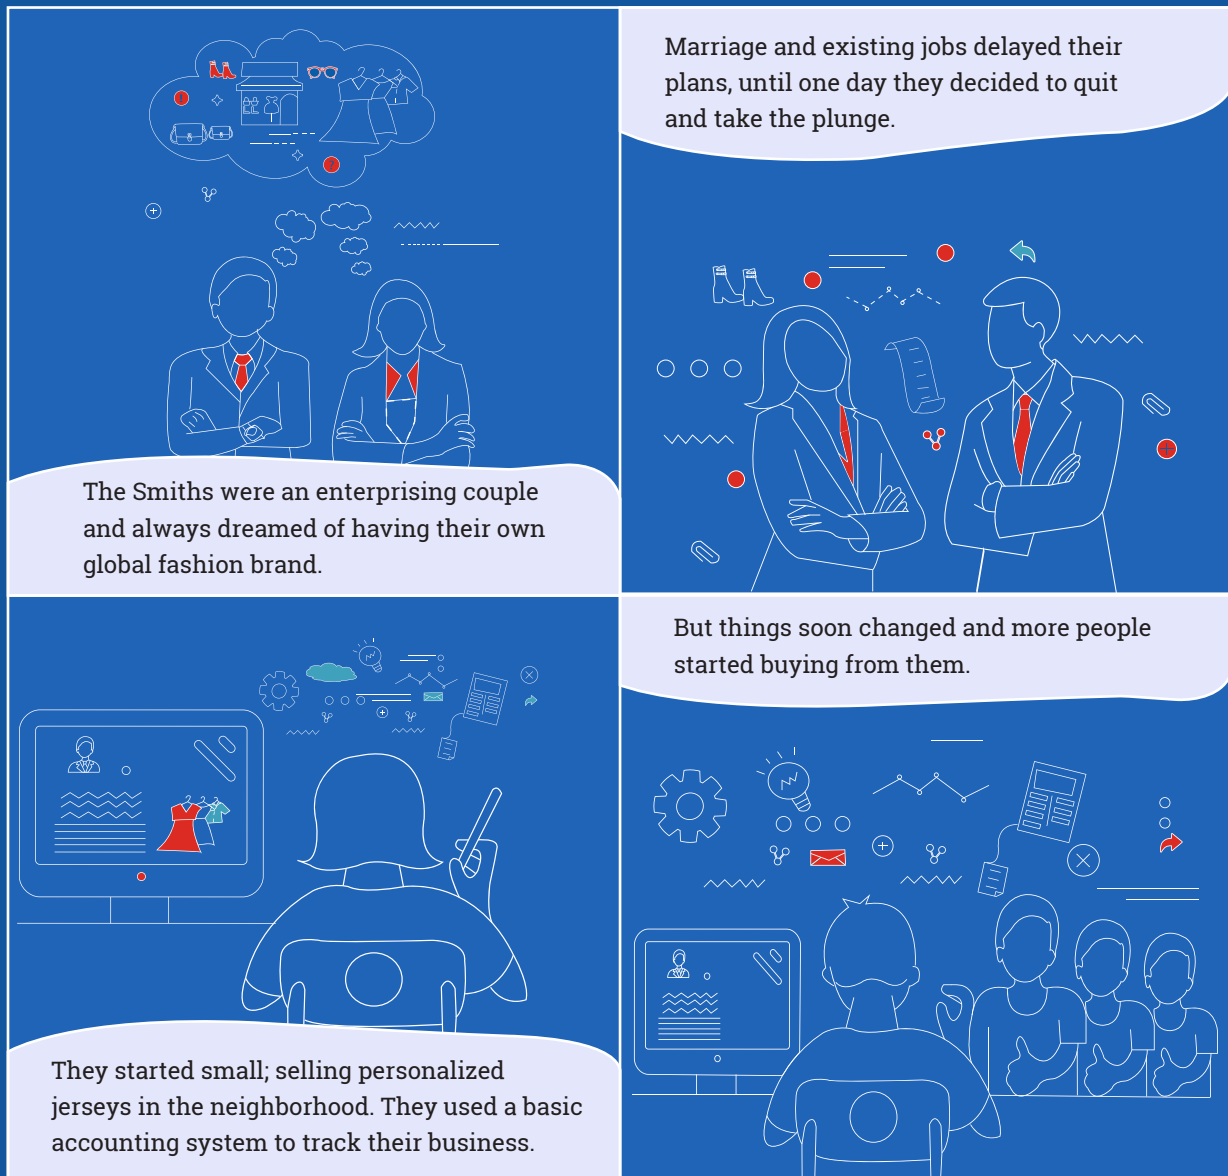 The Smiths were an enterprising couple
and always dreamed of having their own
global fashion brand.
Marriage and existing jobs delayed their
plans, until one day they decided to quit
and take the plunge.
They started small; selling personalized
jerseys in the neighborhood. They used a basic
accounting system to track their business.
But things soon changed and more people
started buying from them.